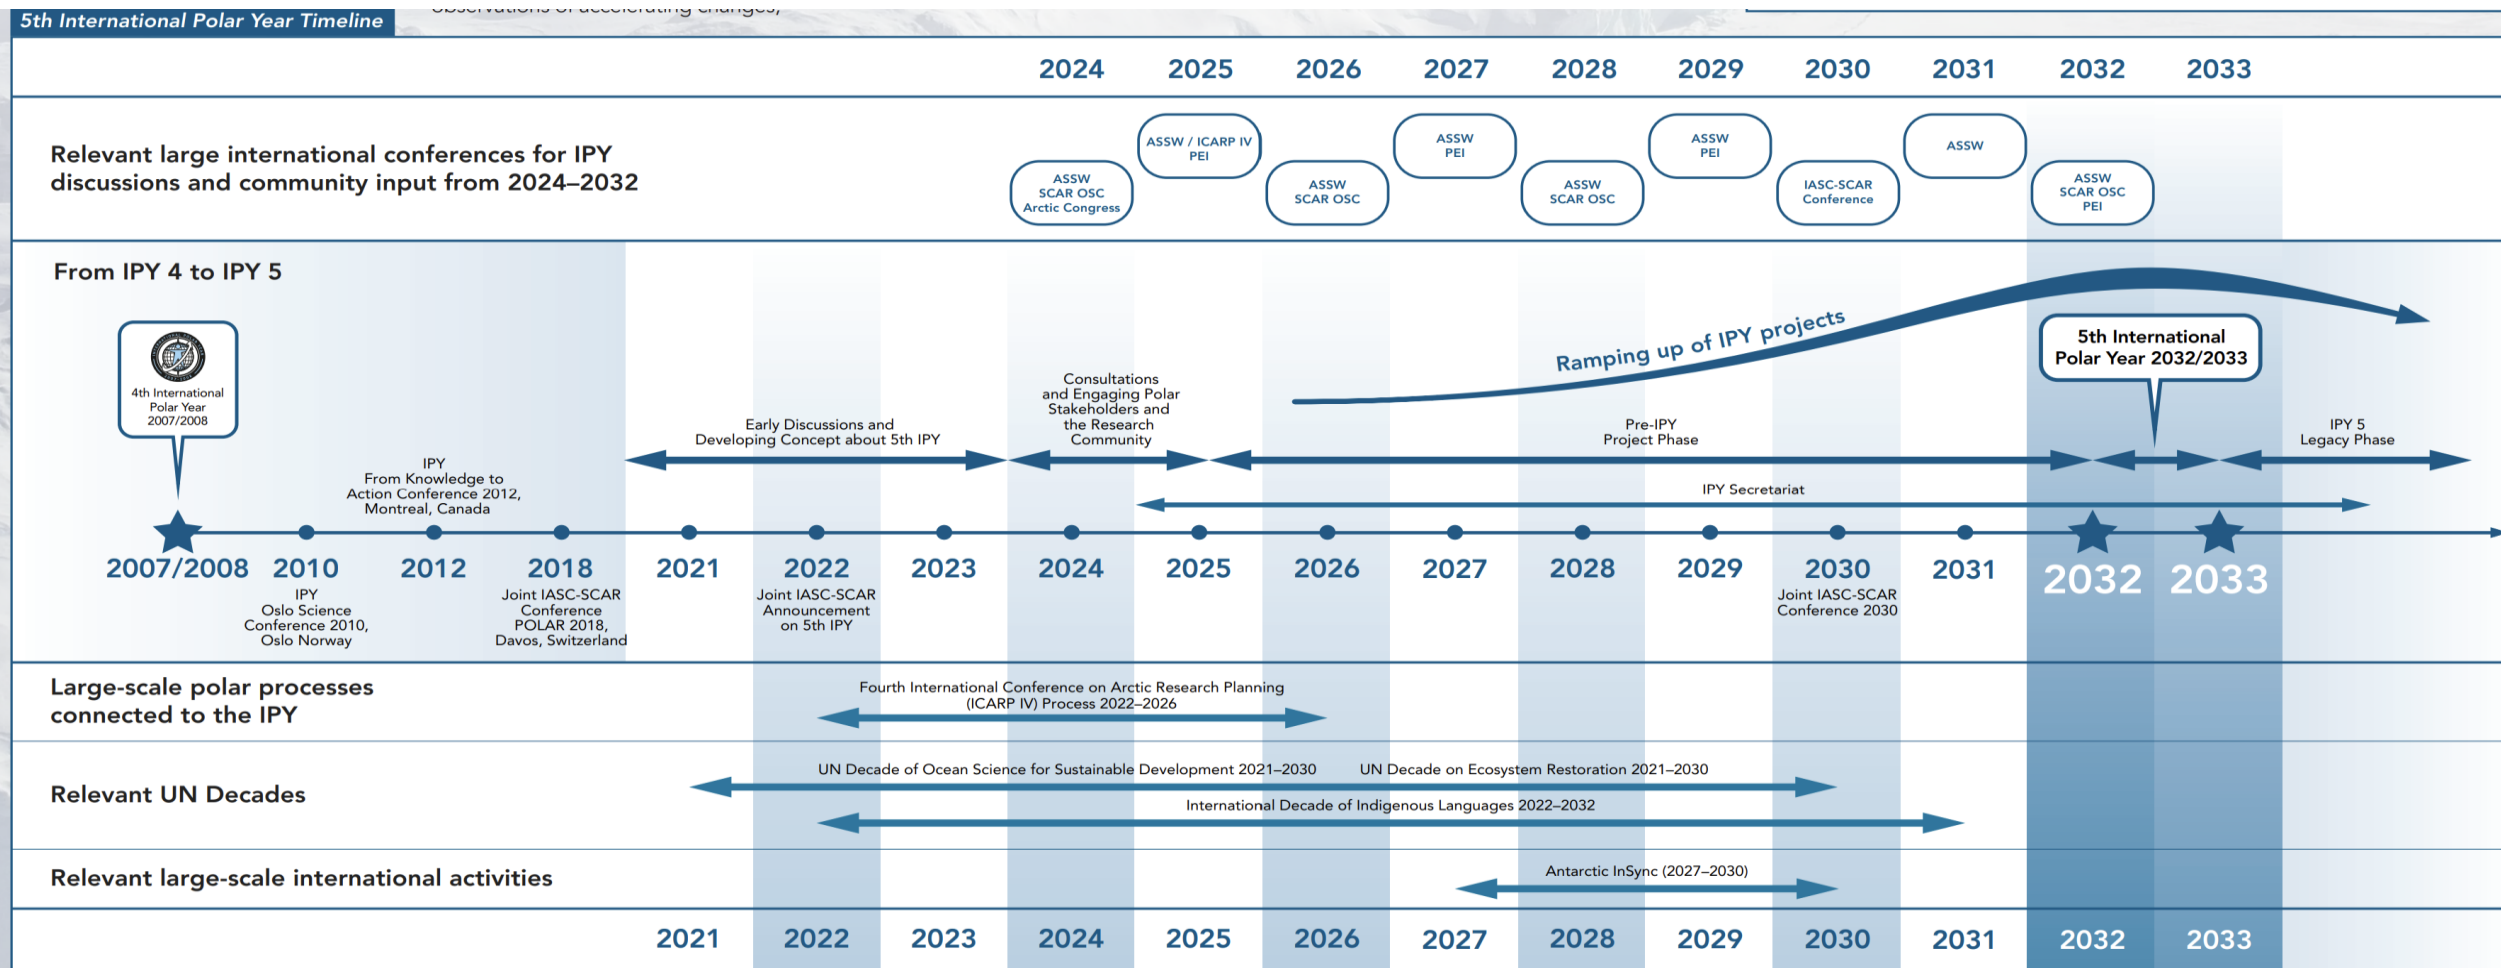 observations of accelerating changes,
5th International Polar Year Timeline
2024 2025 2026 2027 2028 2029 2030 2031 2032 2033
Relevant large international conferences for IPY
discussions and community input from 2024–2032
ASSW
SCAR OSC
Arctic Congress
ASSW / ICARP IV
PEI
ASSW
SCAR OSC
ASSW
PEI
ASSW
SCAR OSC
ASSW
PEI
IASC-SCAR
Conference
ASSW
ASSW
SCAR OSC
PEI
From IPY 4 to IPY 5
4th International
Polar Year
2007/2008
IPY
From Knowledge to
Action Conference 2012,
Montreal, Canada
Early Discussions and
Developing Concept about 5th IPY
Consultations
and Engaging Polar
Stakeholders and
the Research
Community
Ramping up of IPY projects
Pre-IPY
Project Phase
5th International
Polar Year 2032/2033
IPY 5
Legacy Phase
IPY Secretariat
2007/2008 2010 2012 2018 2021 2022 2023 2024 2025 2026 2027 2028 2029 2030 2031 2032 2033
IPY
Oslo Science
Conference 2010,
Oslo Norway
Joint IASC-SCAR
Conference
POLAR 2018,
Davos, Switzerland
Joint IASC-SCAR
Announcement
on 5th IPY
Joint IASC-SCAR
Conference 2030
Large-scale polar processes
connected to the IPY
Fourth International Conference on Arctic Research Planning
(ICARP IV) Process 2022–2026
Relevant UN Decades
UN Decade of Ocean Science for Sustainable Development 2021–2030
UN Decade on Ecosystem Restoration 2021–2030
International Decade of Indigenous Languages 2022–2032
Relevant large-scale international activities
Antarctic InSync (2027–2030)
2021 2022 2023 2024 2025 2026 2027 2028 2029 2030 2031 2032 2033